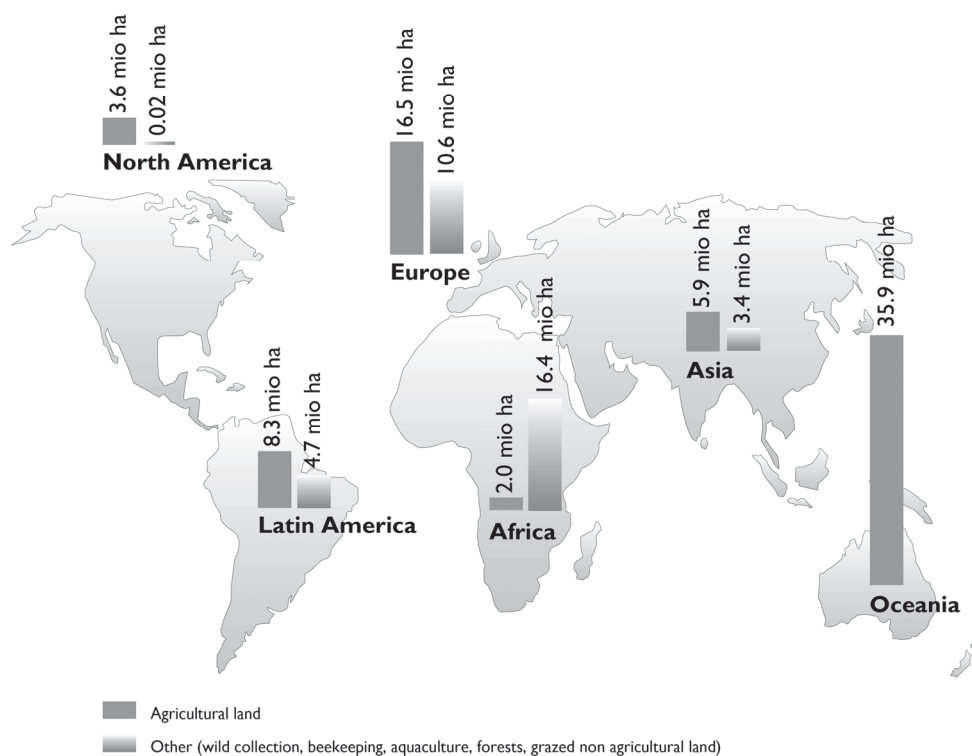 3.6 mio ha
0.02 mio ha
North America
16.5 mio ha
10.6 mio ha
Europe
5.9 mio ha
3.4 mio ha
Asia
35.9 mio ha
Oceania
8.3 mio ha
4.7 mio ha
Latin America
2.0 mio ha
16.4 mio ha
Africa
Agricultural land
Other (wild collection, beekeeping, aquaculture, forests, grazed non agricultural land)